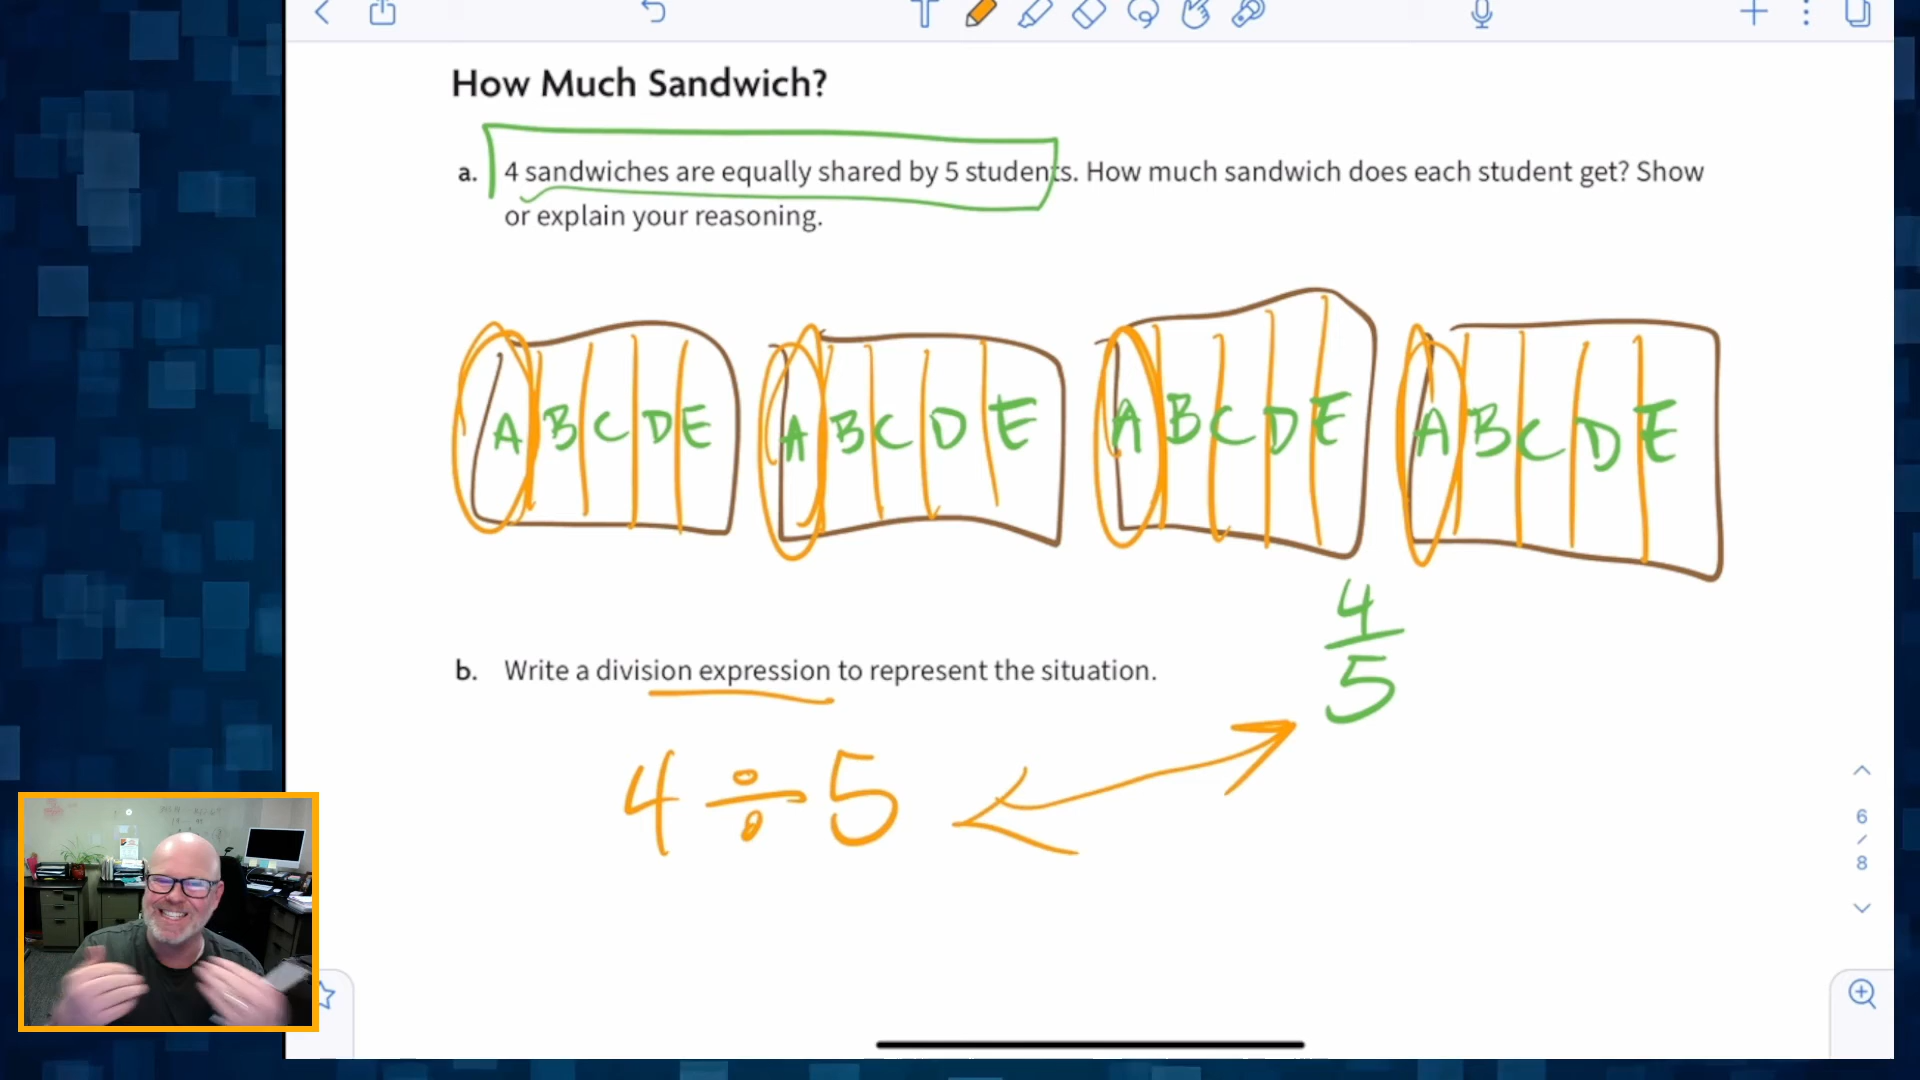 How Much Sandwich?
a. 4 sandwiches are equally shared by 5 students. How much sandwich does each student get? Show
or explain your reasoning.
A B C D E A B C D E A B C D E A B C D E
4
5
b. Write a division expression to represent the situation.
4 ÷ 5
6
/
8